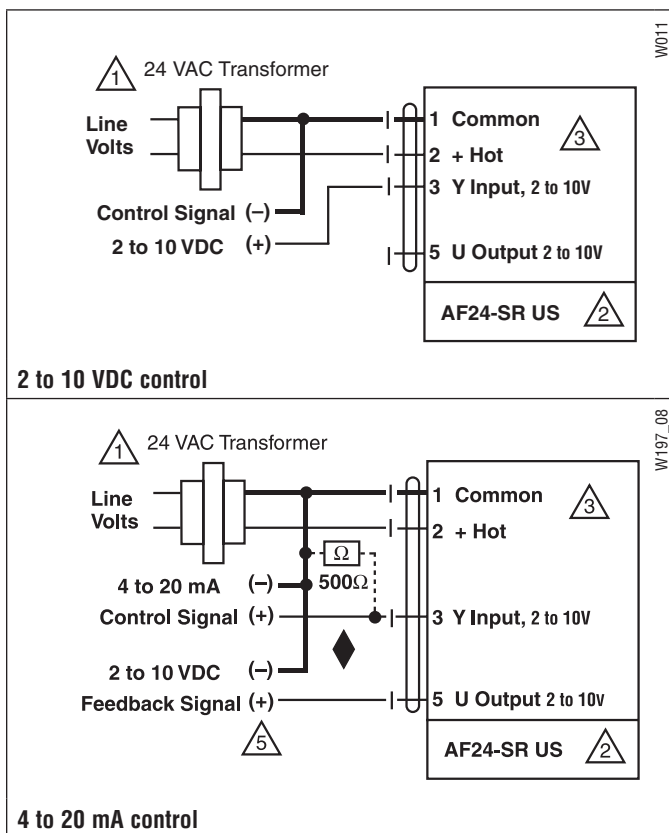 W011
1 24 VAC Transformer
Line
Volts
1 Common
3
2 + Hot
3 Y Input, 2 to 10V
Control Signal (–)
2 to 10 VDC (+)
5 U Output 2 to 10V
AF24-SR US 2
2 to 10 VDC control
W197_08
1 24 VAC Transformer
Line
Volts
1 Common
3
2 + Hot
Ω
4 to 20 mA (–) 500Ω
Control Signal (+)
3 Y Input, 2 to 10V
2 to 10 VDC (–)
Feedback Signal (+)
5 U Output 2 to 10V
5
AF24-SR US 2
4 to 20 mA control